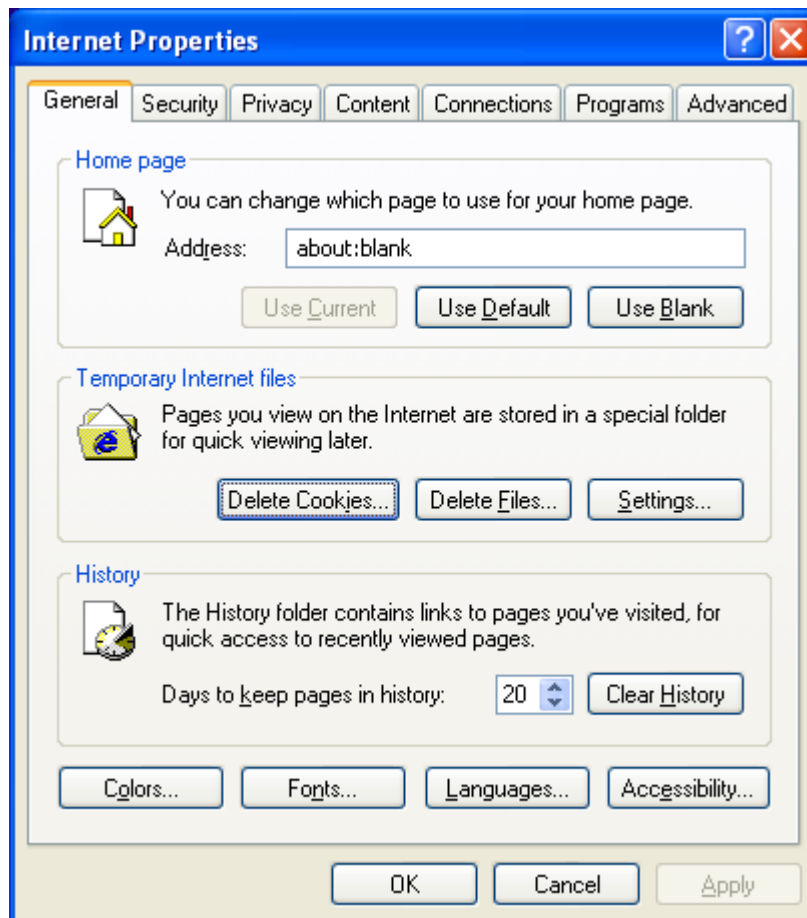 Internet Properties
General Security Privacy Content Connections Programs Advanced
Home page
You can change which page to use for your home page.
Address: about:blank
Use Current Use Default Use Blank
Temporary Internet files
Pages you view on the Internet are stored in a special folder
for quick viewing later.
Delete Cookies... Delete Files... Settings...
History
The History folder contains links to pages you've visited, for
quick access to recently viewed pages.
Days to keep pages in history: 20 Clear History
Colors... Fonts... Languages... Accessibility...
OK Cancel Apply